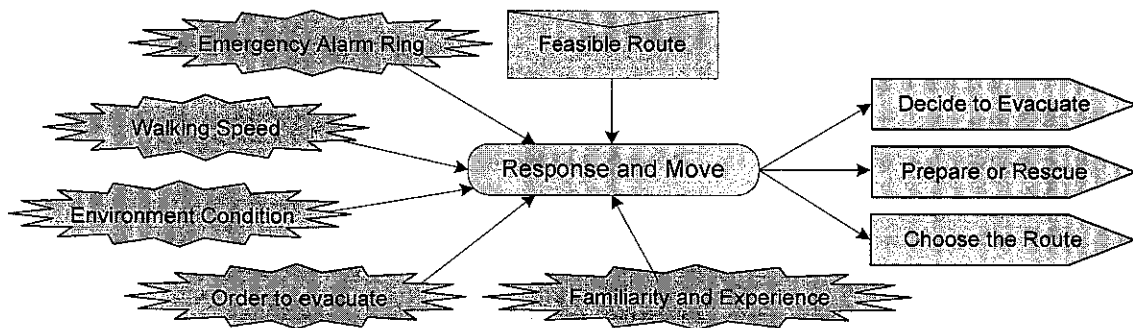 Emergency Alarm Ring
Feasible Route
Walking Speed
Decide to Evacuate
Response and Move
Prepare or Rescue
Environment Condition
Choose the Route
Order to evacuate
Familiarity and Experience